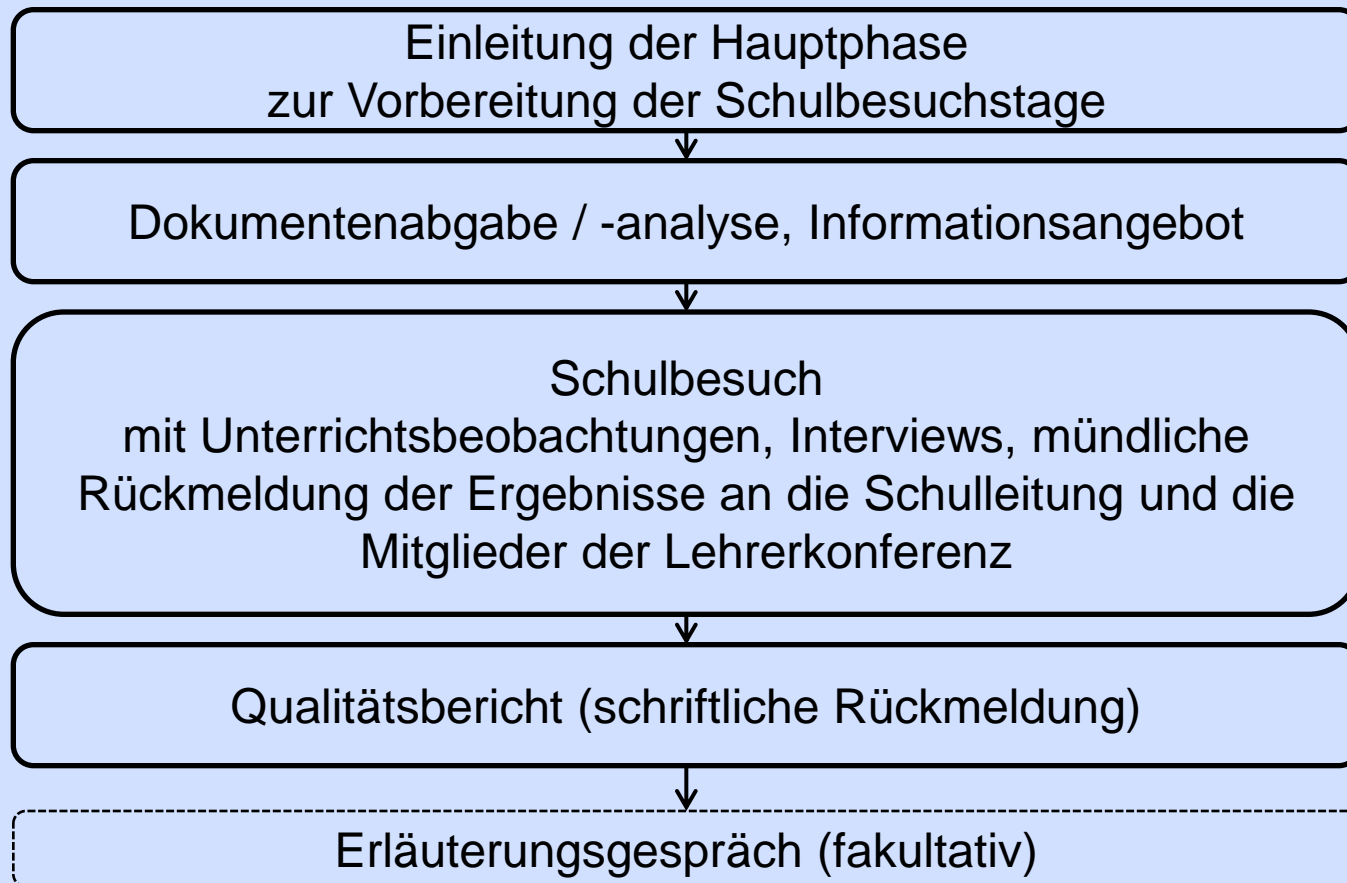 Einleitung der Hauptphase
zur Vorbereitung der Schulbesuchstage
Dokumentenabgabe / -analyse, Informationsangebot
Schulbesuch
mit Unterrichtsbeobachtungen, Interviews, mündliche
Rückmeldung der Ergebnisse an die Schulleitung und die
Mitglieder der Lehrerkonferenz
Qualitätsbericht (schriftliche Rückmeldung)
Erläuterungsgespräch (fakultativ)